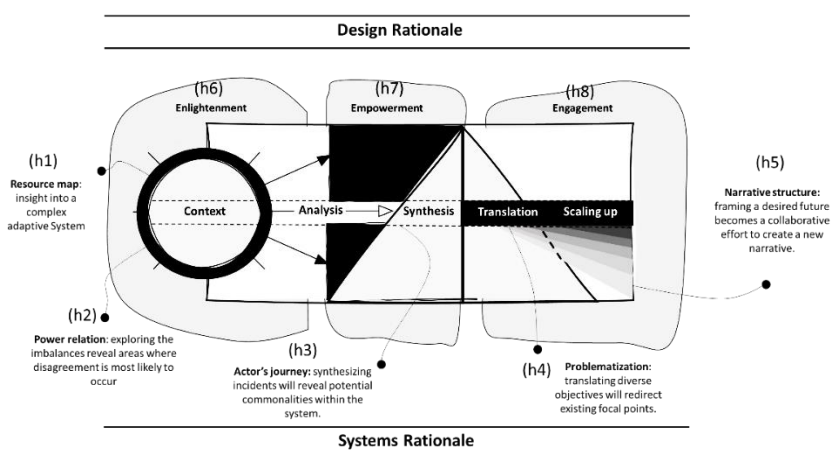 Design Rationale
(h6)
Enlightenment
(h7)
Empowerment
(h8)
Engagement
(h1)
Resource map:
insight into a
complex
adaptive System
Context
Analysis
Synthesis
Translation
Scaling up
(h5)
Narrative structure:
framing a desired future
becomes a collaborative
effort to create a new
narrative.
(h2)
Power relation: exploring the
imbalances reveal areas where
disagreement is most likely to
occur
(h3)
Actor's journey: synthesizing
incidents will reveal potential
commonalities within the
system.
(h4)
Problematization:
translating diverse
objectives will redirect
existing focal points.
Systems Rationale